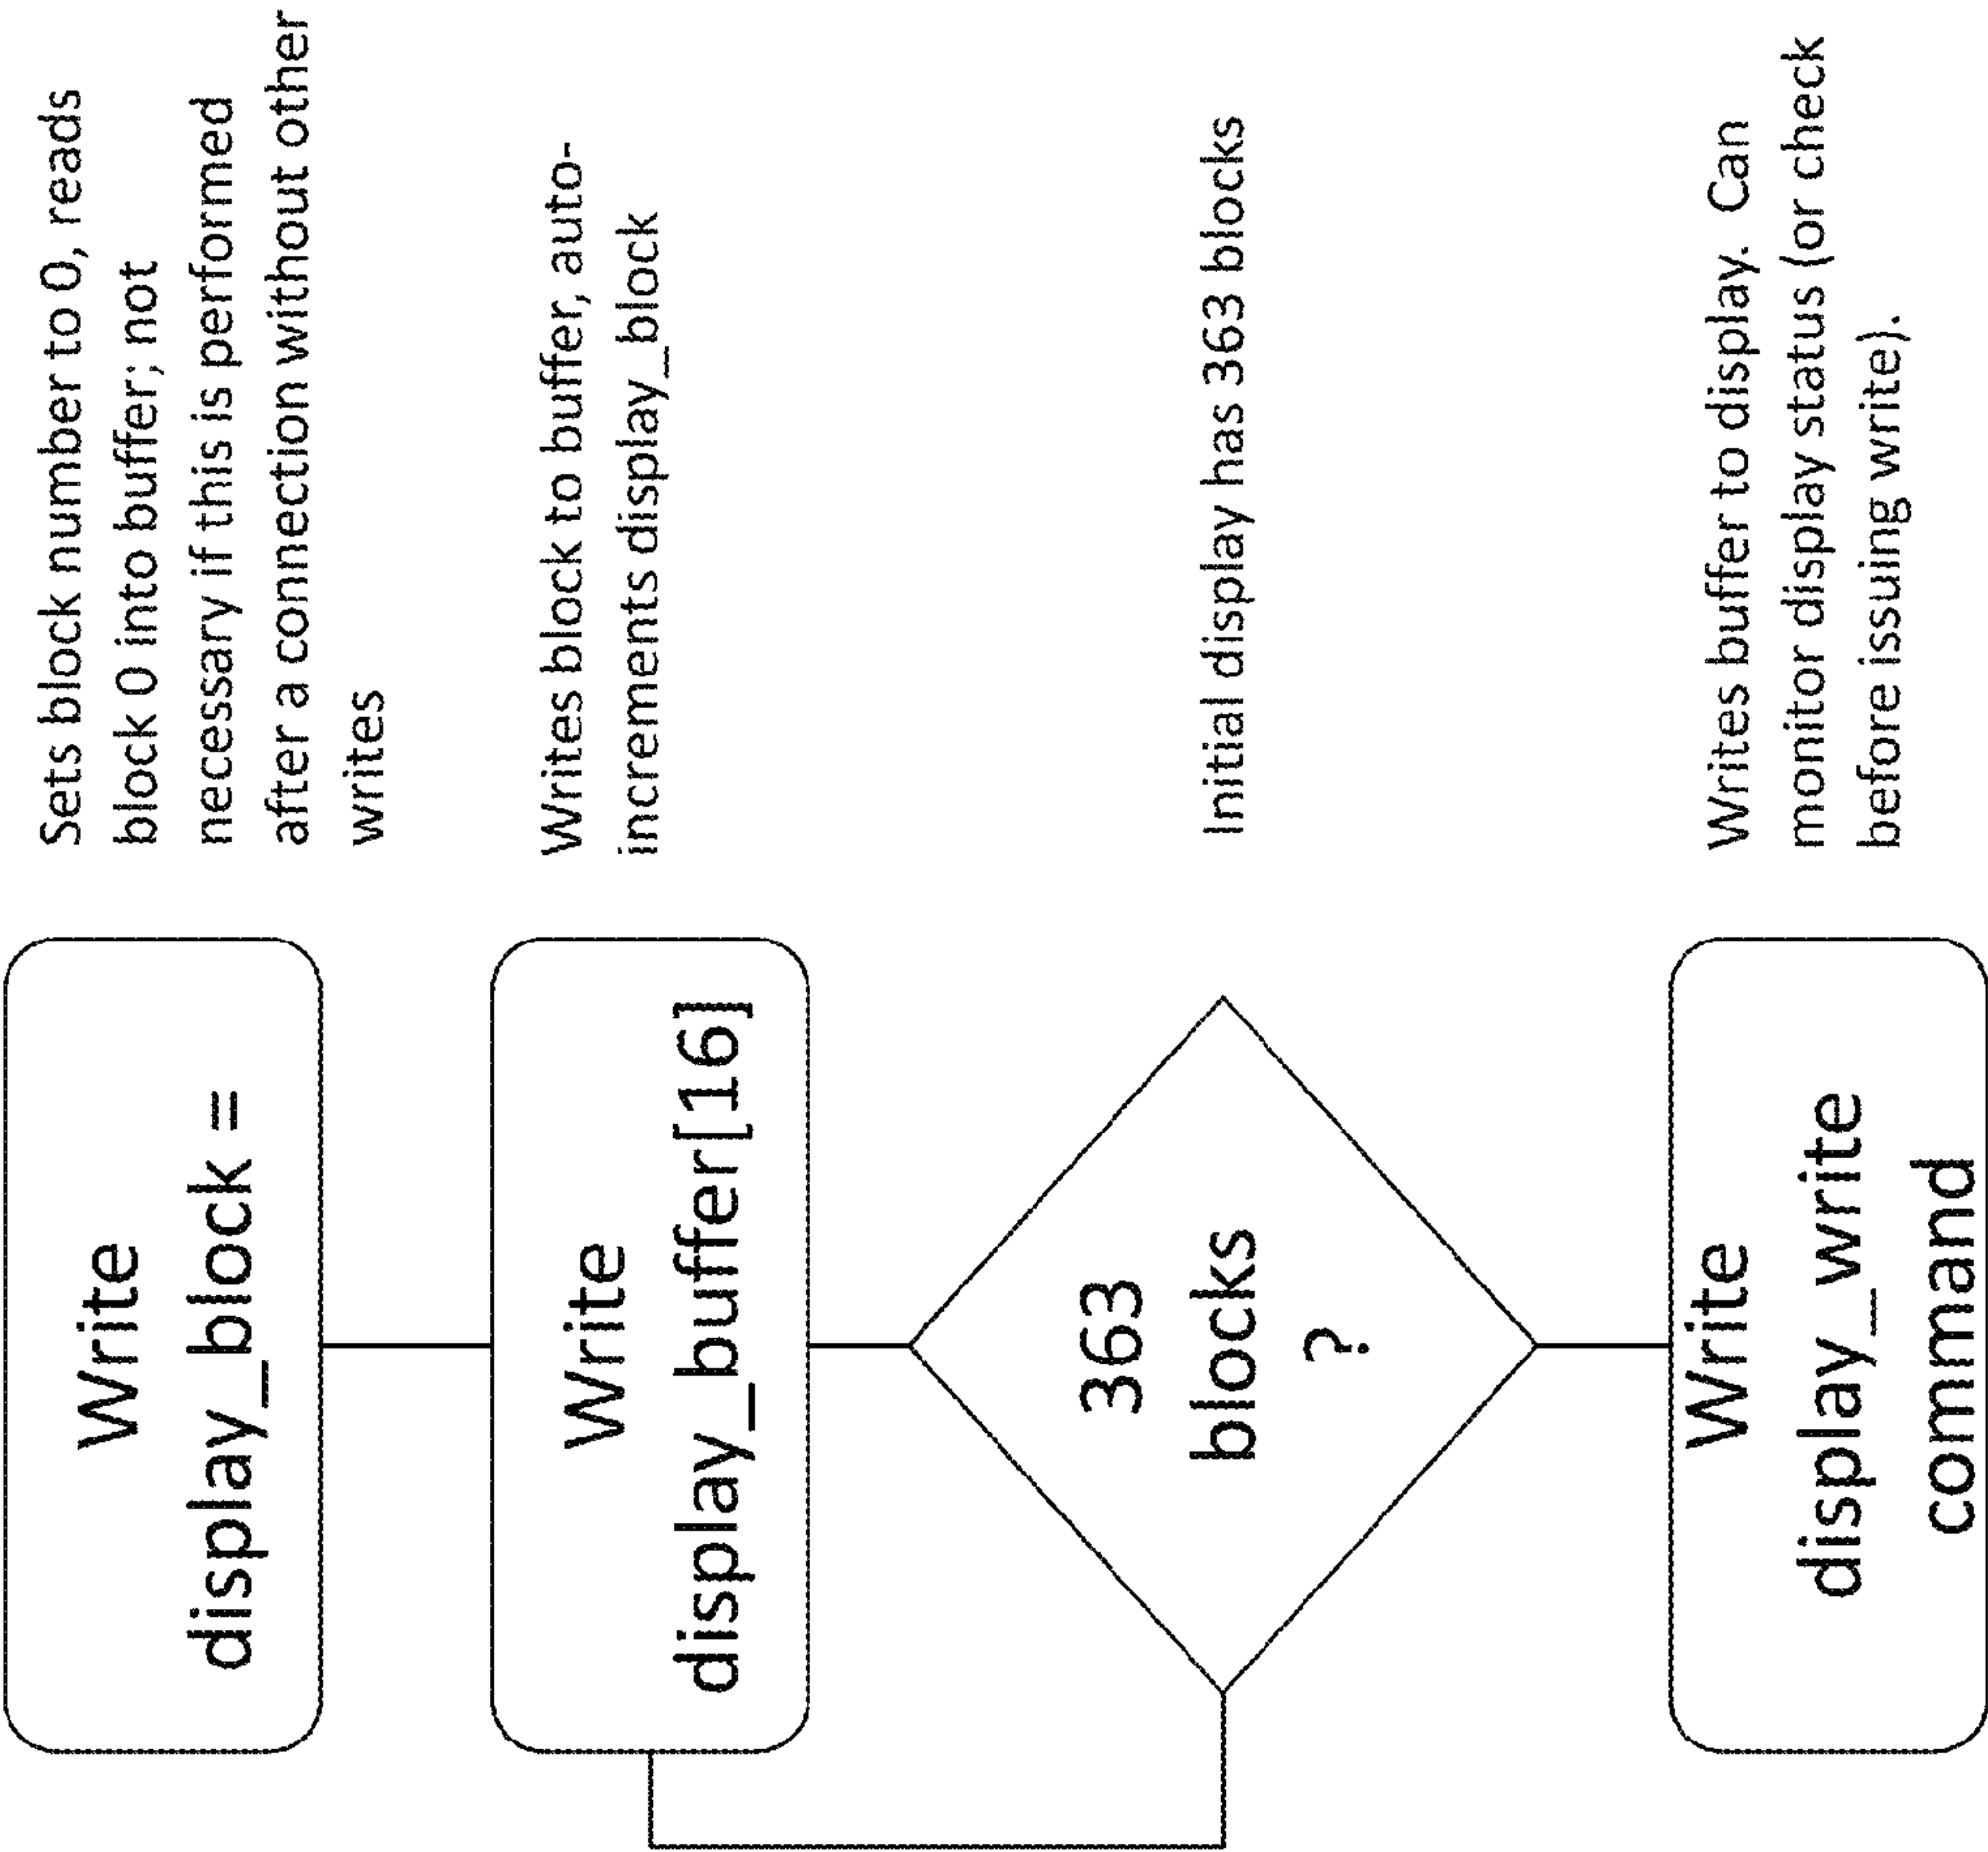 Write
display_block =
Sets block number to 0, reads
block 0 into buffer; not
necessary if this is performed
after a connection without other
writes
Write
display_buffer[16]
Writes block to buffer, auto-
increments display_block
363
blocks
?
Initial display has 363 blocks
Write
display_write
command
Writes buffer to display.  Can
monitor display status (or check
before issuing write).